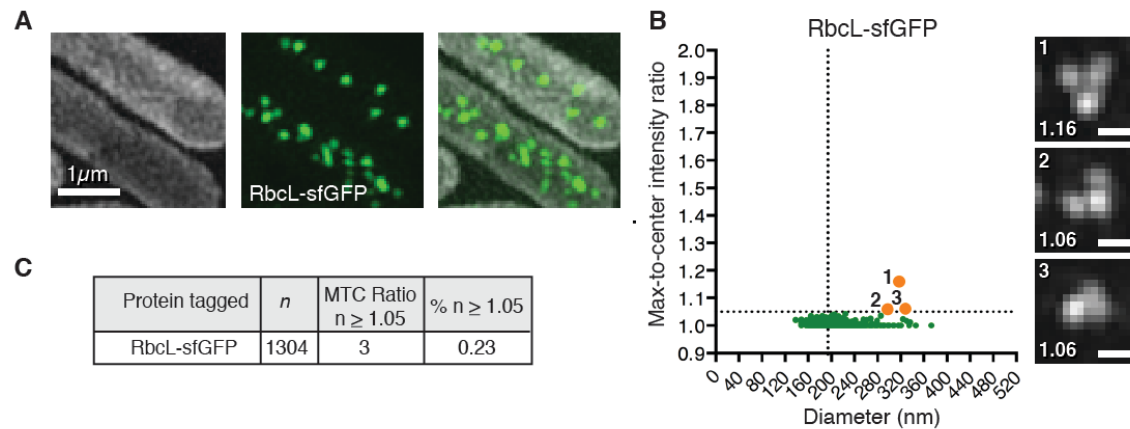 A
1μm
RbcL-sfGFP
C
Protein tagged n MTC Ratio n ≥ 1.05 % n ≥ 1.05
RbcL-sfGFP 1304 3 0.23
B
RbcL-sfGFP
Max-to-center intensity ratio
2.0
1.9
1.8
1.7
1.6
1.5
1.4
1.3
1.2
1.1
1.0
0.9
1
2 3
0 40 80 120 160 200 240 280 320 360 400 440 480 520
Diameter (nm)
1
1.16
2
1.06
3
1.06